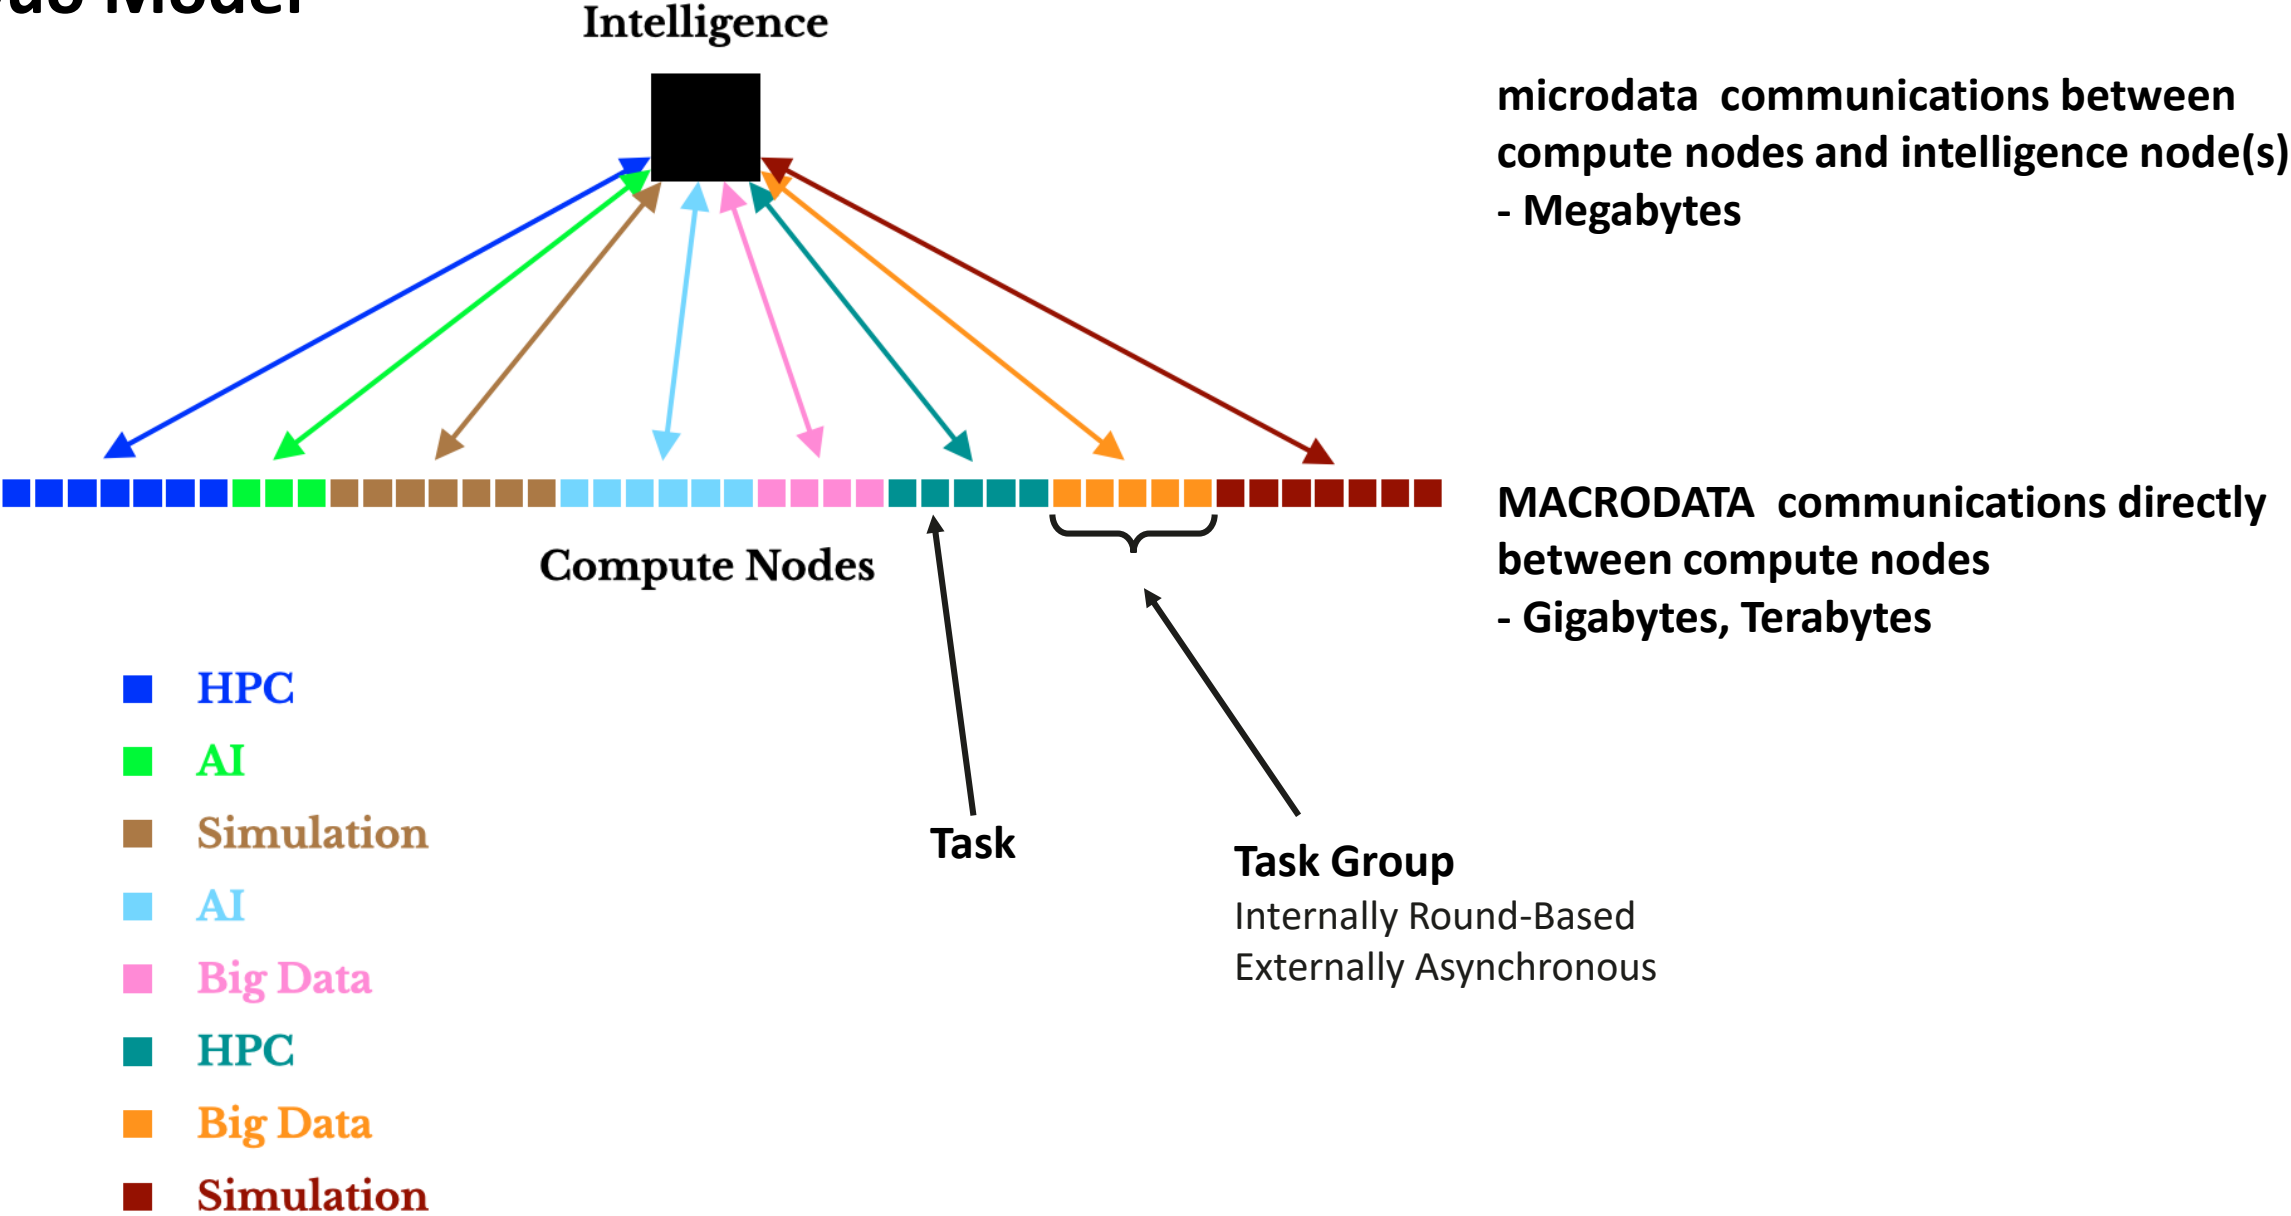 Model
Intelligence
microdata  communications between
compute nodes and intelligence node(s)
- Megabytes
MACRODATA  communications directly
between compute nodes
- Gigabytes, Terabytes
Compute Nodes
HPC
AI
Simulation
AI
Big Data
HPC
Big Data
Simulation
Task
Task Group
Internally Round-Based
Externally Asynchronous